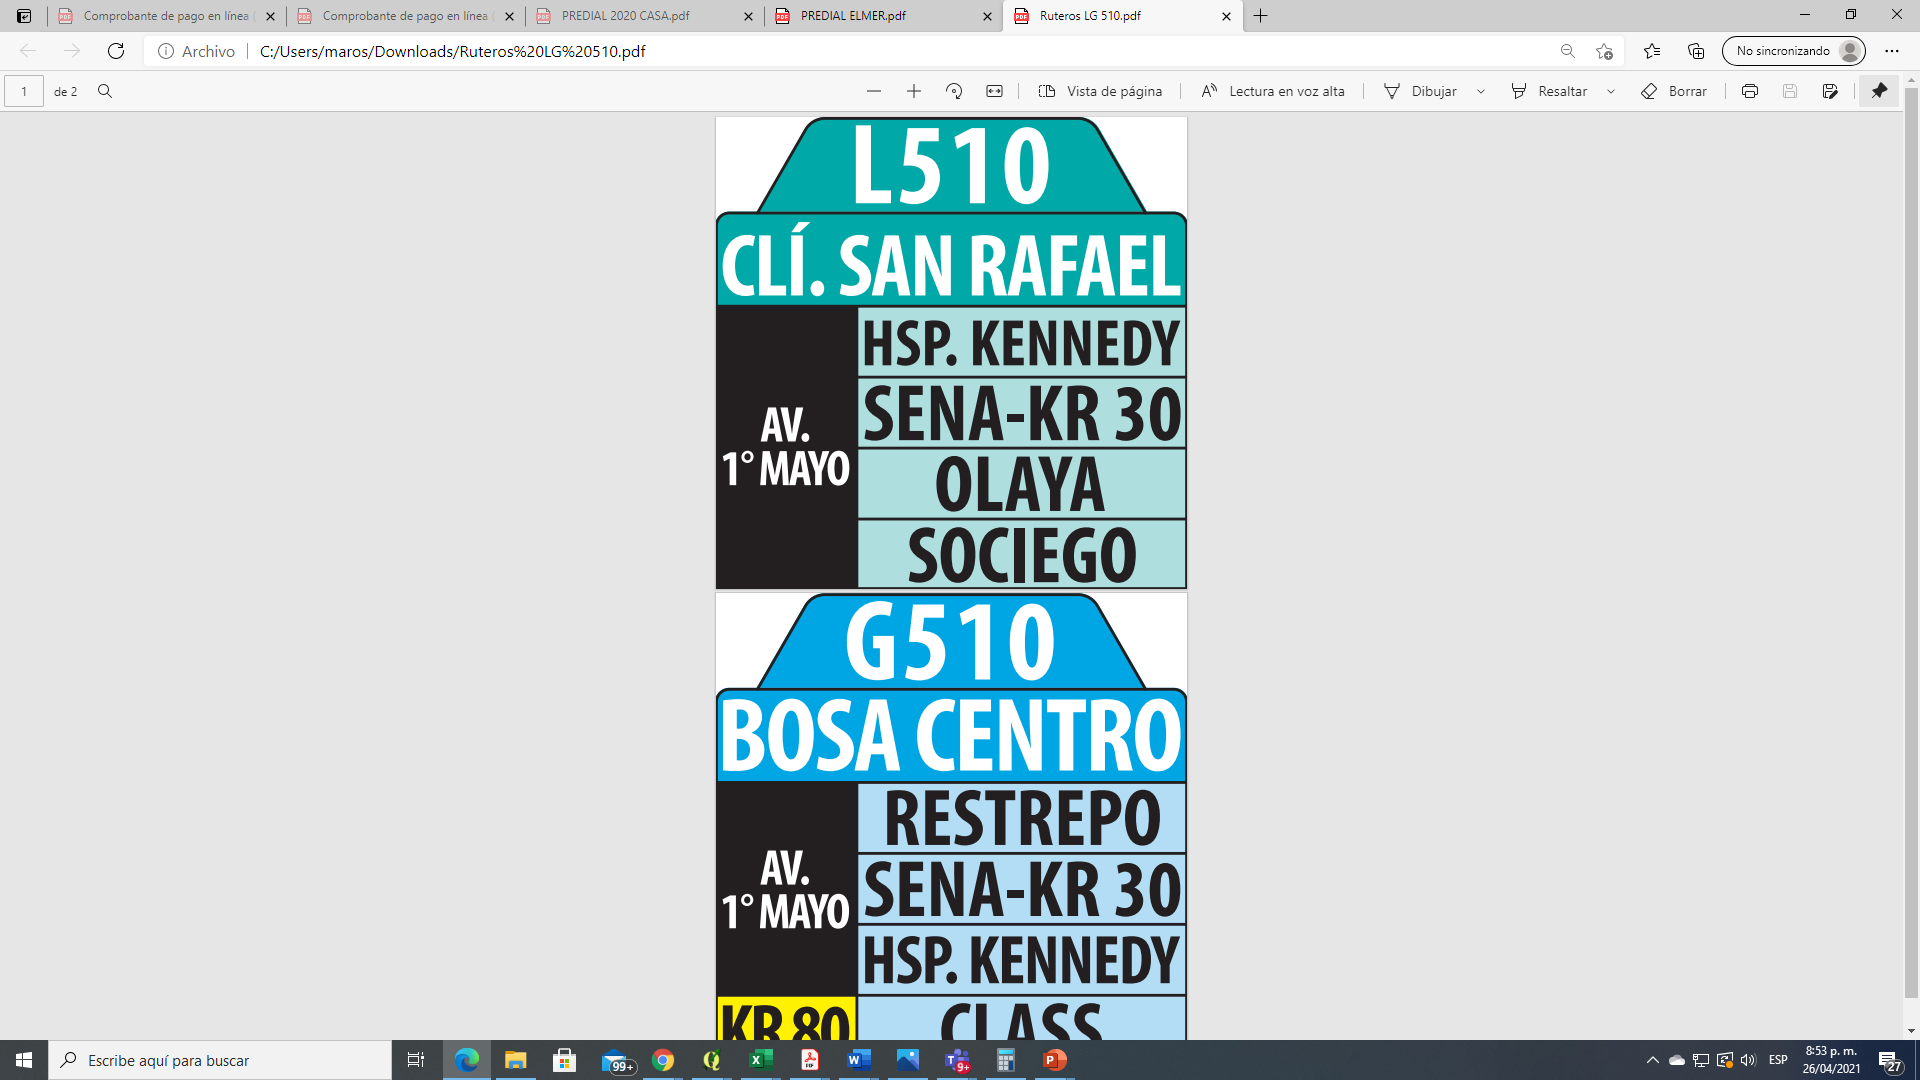 Comprobante de pago en línea
Comprobante de pago en línea
PREDIAL 2020 CASA.pdf
PREDIAL ELMER.pdf
Ruteros LG 510.pdf
Archivo
C:/Users/maros/Downloads/Ruteros%20LG%20510.pdf
No sincronizando
1
de 2
Vista de página
Lectura en voz alta
Dibujar
Resaltar
Borrar
L510
CLÍ. SAN RAFAEL
AV.
1° MAYO
HSP. KENNEDY
SENA-KR 30
OLAYA
SOCIEGO
G510
BOSA CENTRO
AV.
1° MAYO
RESTREPO
SENA-KR 30
HSP. KENNEDY
KR 80
CLASS
Escribe aquí para buscar
99+
9+
ESP
8:53 p. m.
26/04/2021
27